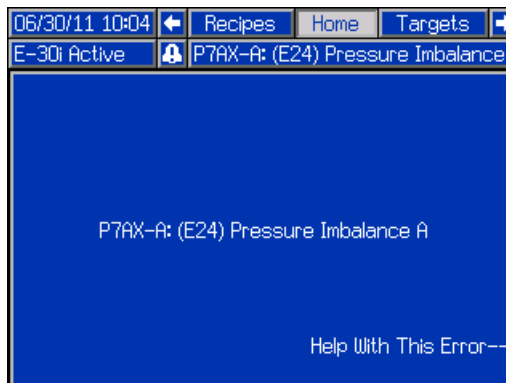 06/30/11 10:04 Recipes Home Targets
E-30i Active P7AX-A: (E24) Pressure Imbalance
P7AX-A: (E24) Pressure Imbalance A
Help With This Error--